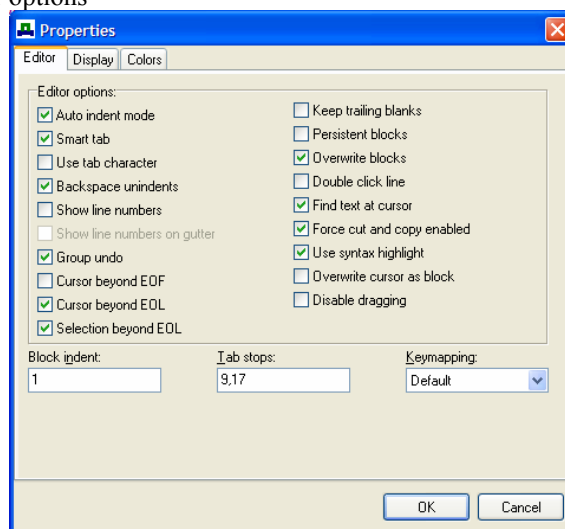 options
Properties
Editor Display Colors
Editor options:
Auto indent mode
Smart tab
Use tab character
Backspace unindents
Show line numbers
Show line numbers on gutter
Group undo
Cursor beyond EOF
Cursor beyond EOL
Selection beyond EOL
Keep trailing blanks
Persistent blocks
Overwrite blocks
Double click line
Find text at cursor
Force cut and copy enabled
Use syntax highlight
Overwrite cursor as block
Disable dragging
Block indent: Tab stops: Keymapping:
1 9,17 Default
OK Cancel